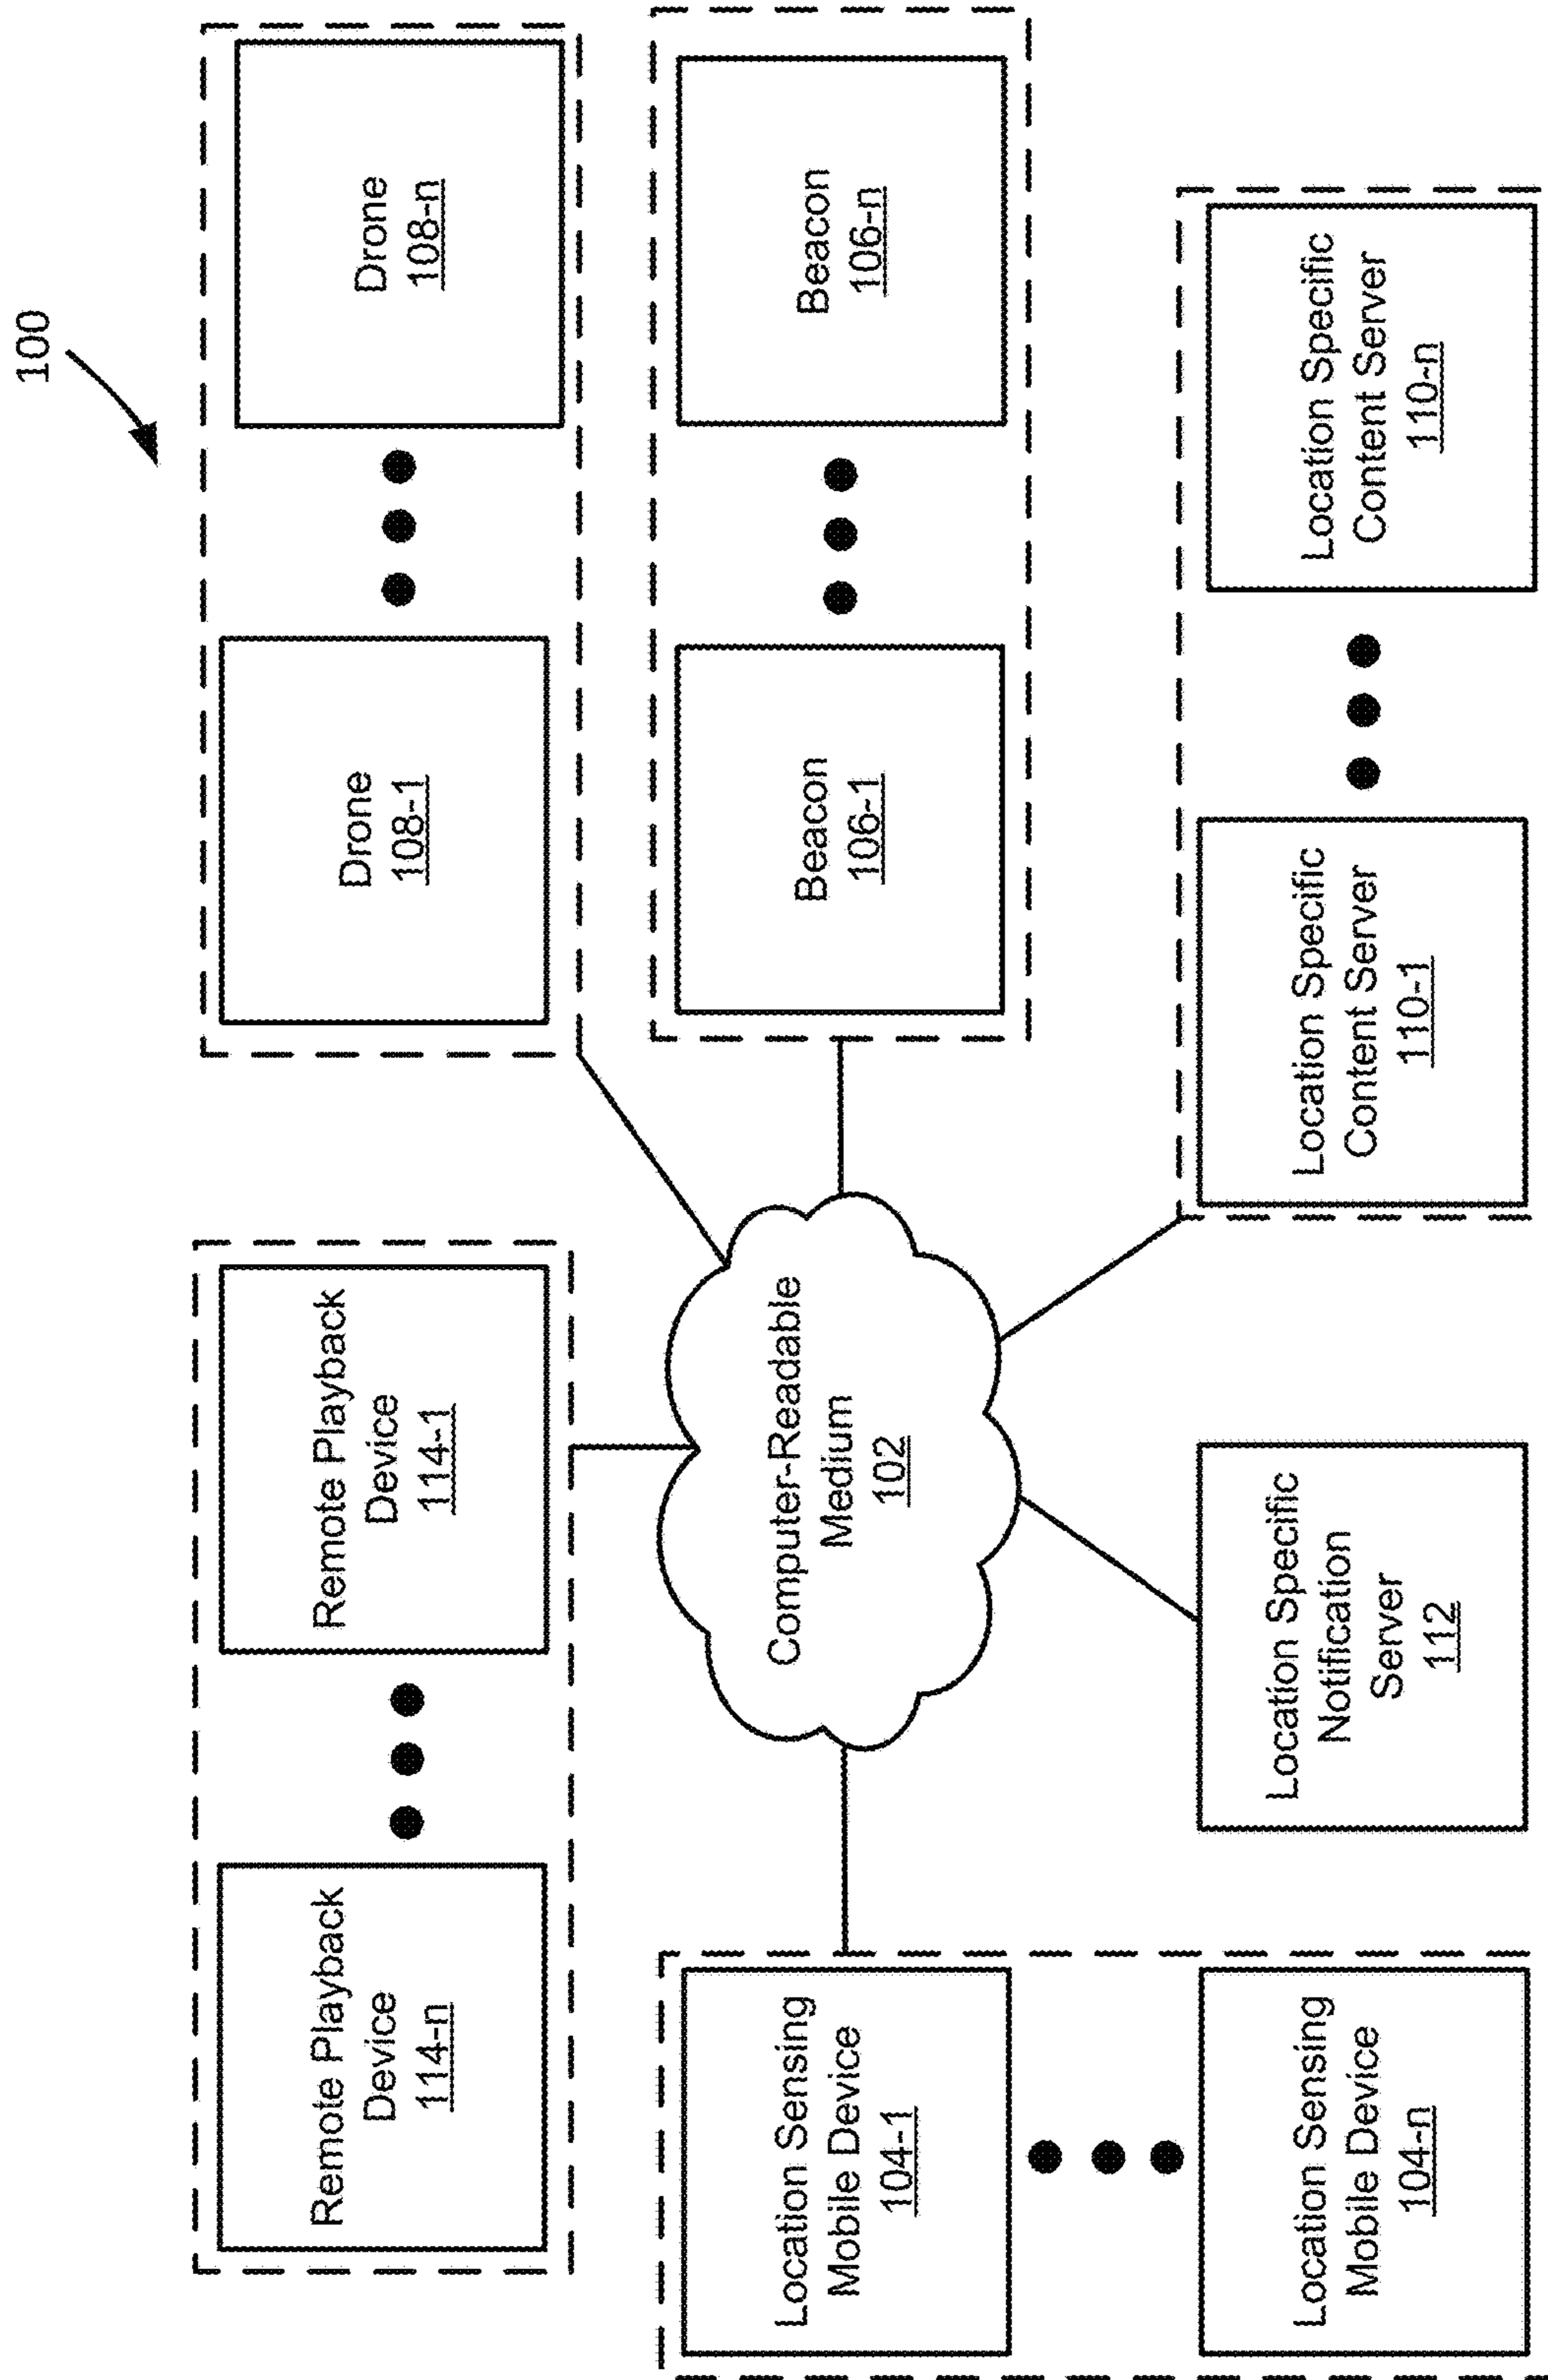 100
Remote Playback
Device
114-n
Remote Playback
Device
114-1
Drone
108-1
Drone
108-n
Location Sensing
Mobile Device
104-1
Computer-Readable
Medium
102
Beacon
106-1
Beacon
106-n
Location Sensing
Mobile Device
104-n
Location Specific
Notification
Server
112
Location Specific
Content Server
110-1
Location Specific
Content Server
110-n